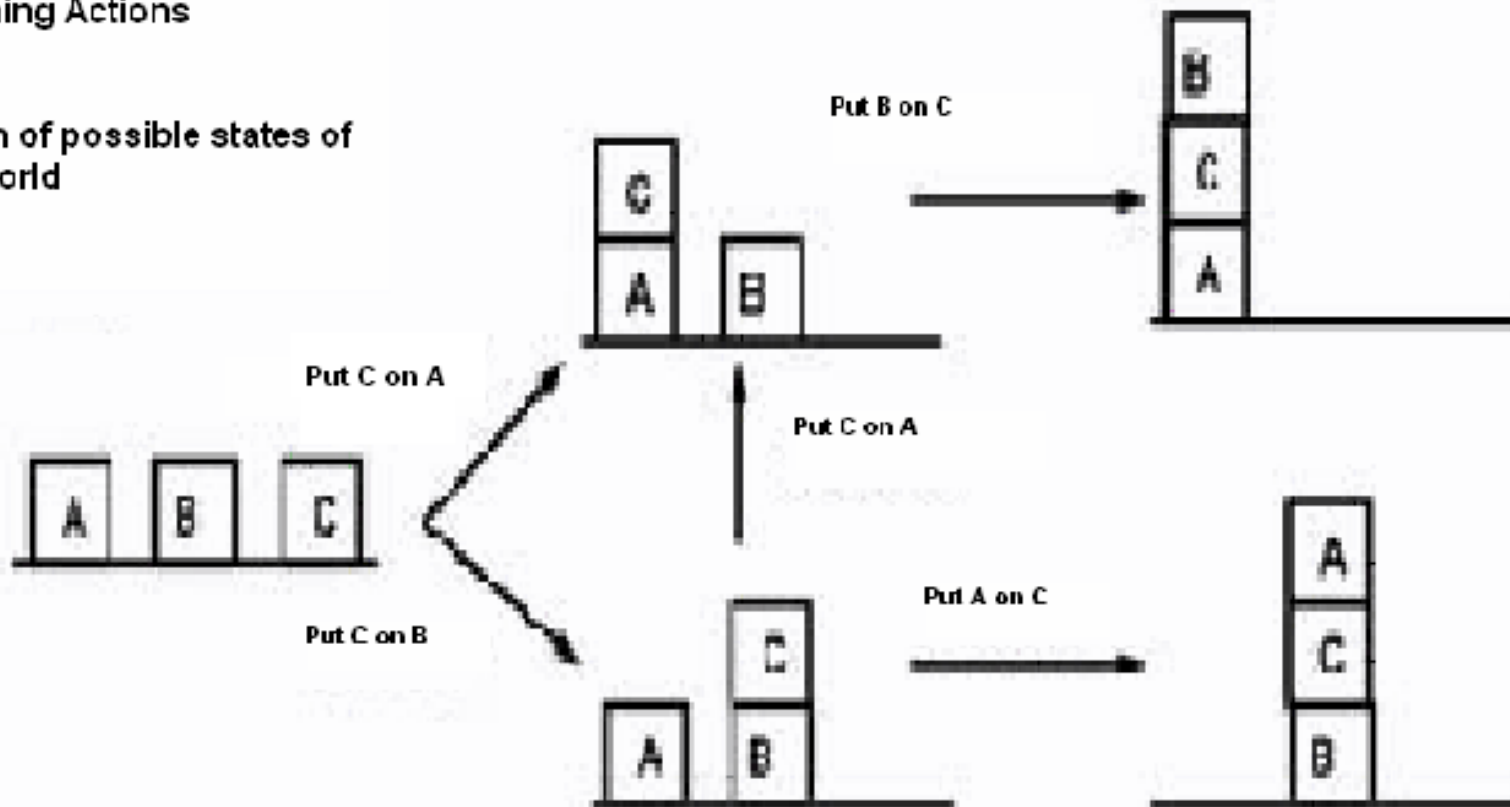 ing Actions
of possible states of
orld
Put B on C
B
C
A
C
A
B
Put C on A
Put C on A
A
B
C
Put C on B
Put A on C
C
A
B
A
C
B